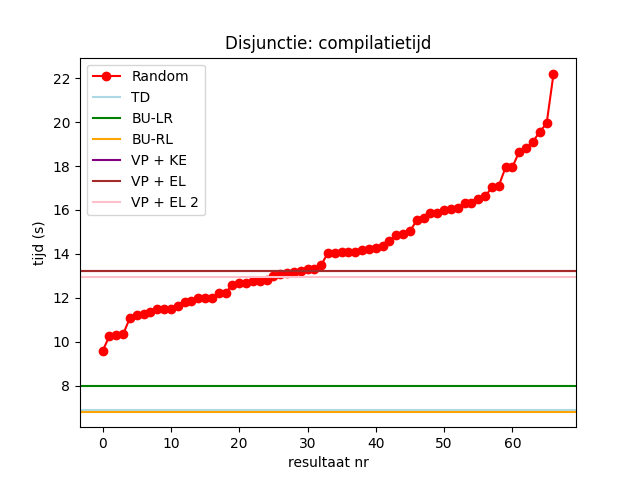 Disjunctie: compilatietijd
Random
TD
BU-LR
BU-RL
VP + KE
VP + EL
VP + EL 2
tijd (s)
22
20
18
16
14
12
10
8
0 10 20 30 40 50 60
resultaat nr